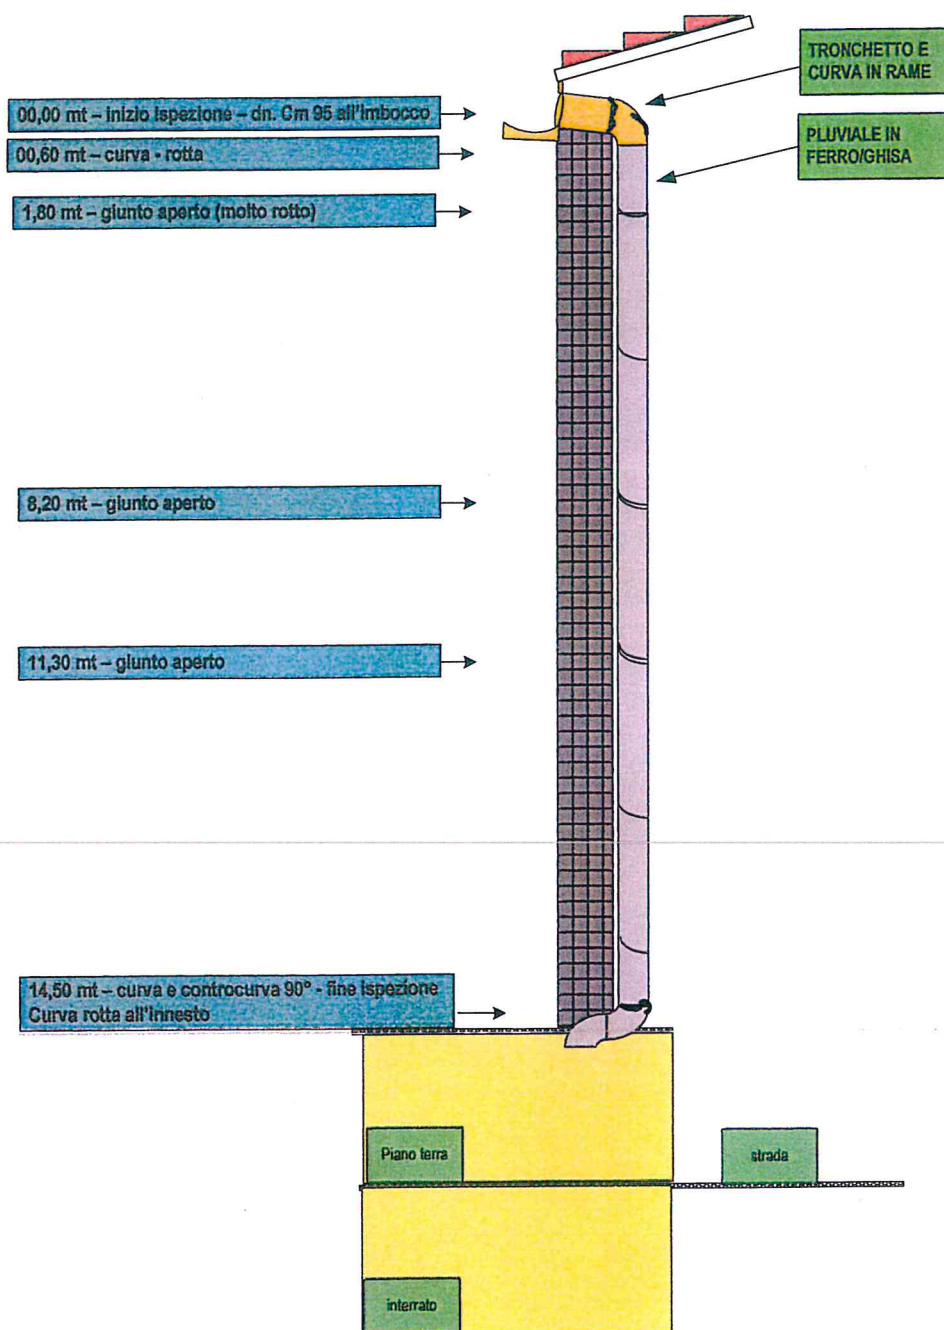 TRONCHETTO E
CURVA IN RAME
00,00 mt – inizio ispezione – dn. Cm 95 all'imbocco
PLUVIALE IN
FERRO/GHISA
00,60 mt – curva - rotta
1,80 mt – giunto aperto (molto rotto)
8,20 mt – giunto aperto
11,30 mt – giunto aperto
14,50 mt – curva e controcurva 90° - fine ispezione
Curva rotta all'innesto
Piano terra
strada
interrato